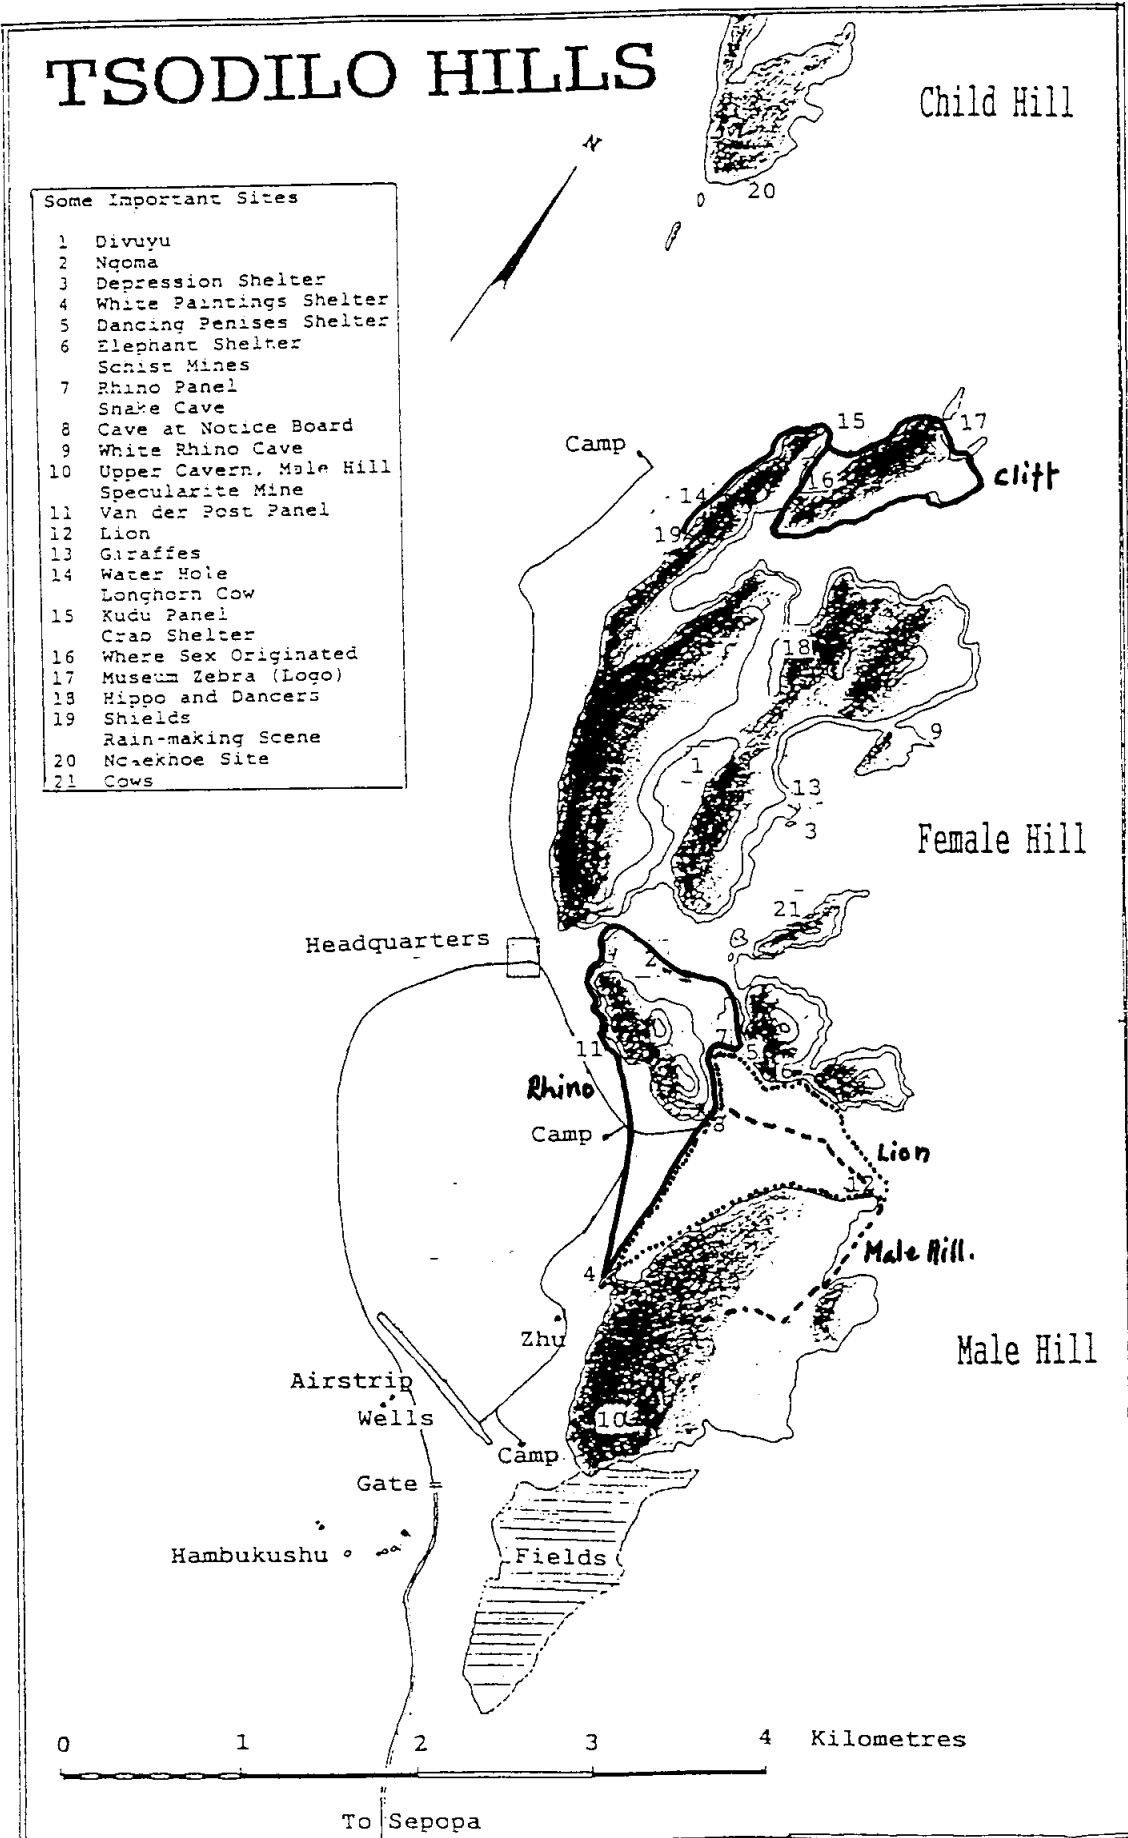 TSODILO HILLS
Child Hill
N
20
Some Important Sites
1 Divuyu
2 Nqoma
3 Depression Shelter
4 White Paintings Shelter
5 Dancing Penises Shelter
6 Elephant Shelter
Schist Mines
7 Rhino Panel
Snake Cave
8 Cave at Notice Board
9 White Rhino Cave
10 Upper Cavern, Male Hill
Specularite Mine
11 Van der Post Panel
12 Lion
13 Giraffes
14 Water Hole
Longhorn Cow
15 Kudu Panel
Crab Shelter
16 Where Sex Originated
17 Museum Zebra (Logo)
18 Hippo and Dancers
19 Shields
Rain-making Scene
20 Site
21 Cows
15
17
Camp
Cliff
16
14
19
18
9
1
13
3
Female Hill
21
Headquarters
2
7
5
11
6
Rhino
8
Camp
Lion
12
Male Hill.
4
Zhu
Male Hill
Airstrip
Wells
10
Camp
Gate
Hambukushu
Fields
0 1 2 3 4 Kilometres
To Sepopa